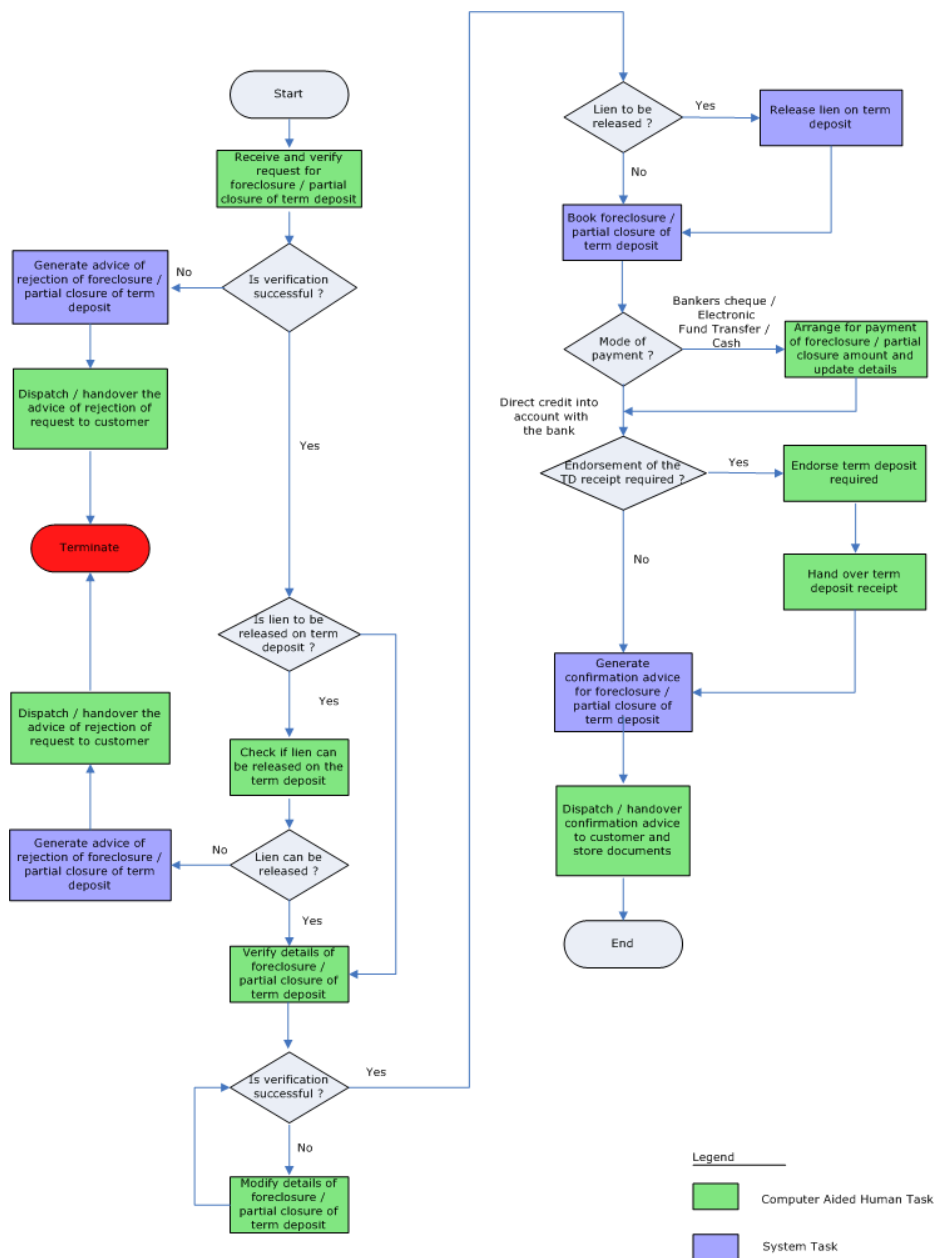 Start
Receive and verify
request for
foreclosure / partial
closure of term deposit
Is verification
successful ?
No
Generate advice of
rejection of foreclosure /
partial closure of term
deposit
Dispatch / handover the
advice of rejection of
request to customer
Terminate
Yes
Is lien to be
released on term
deposit ?
Yes
Check if lien can
be released on the
term deposit
Lien can be
released ?
No
Generate advice of
rejection of foreclosure /
partial closure of term
deposit
Dispatch / handover the
advice of rejection of
request to customer
Yes
Verify details of
foreclosure /
partial closure of
term deposit
Is verification
successful ?
Yes
No
Modify details of
foreclosure /
partial closure of
term deposit
Lien to be
released ?
Yes
Release lien on term
deposit
No
Book foreclosure /
partial closure of
term deposit
Mode of
payment ?
Bankers cheque /
Electronic
Fund Transfer /
Cash
Arrange for payment
of foreclosure / partial
closure amount and
update details
Direct credit into
account with
the bank
Endorsement of the
TD receipt required ?
Yes
Endorse term deposit
required
Hand over term
deposit receipt
No
Generate
confirmation advice
for foreclosure /
partial closure of
term deposit
Dispatch / handover
confirmation advice
to customer and
store documents
End
Legend
Computer Aided Human Task
System Task